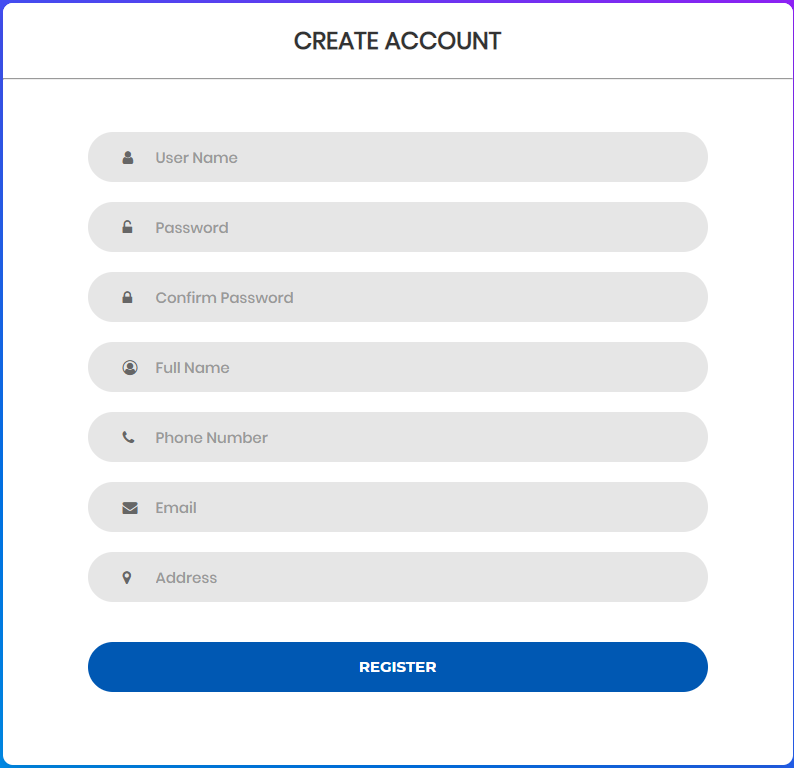 CREATE ACCOUNT
User Name
Password
Confirm Password
Full Name
Phone Number
Email
Address
REGISTER